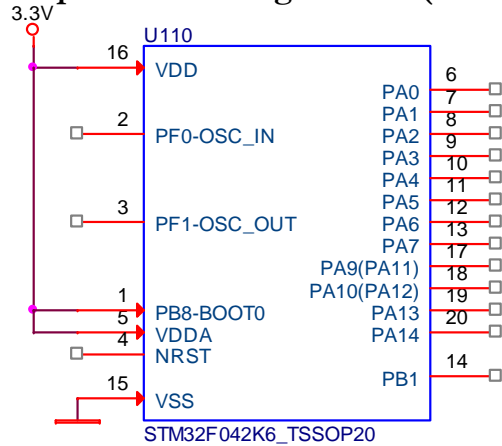 3.3V
U110
16 VDD
2 PF0-OSC_IN
3 PF1-OSC_OUT
1 PB8-BOOT0
5 VDDA
4 NRST
15 VSS
PA0 6
PA1 7
PA2 8
PA3 9
PA4 10
PA5 11
PA6 12
PA7 13
PA9(PA11) 17
PA10(PA12) 18
PA13 19
PA14 20
PB1 14
STM32F042K6_TSSOP20